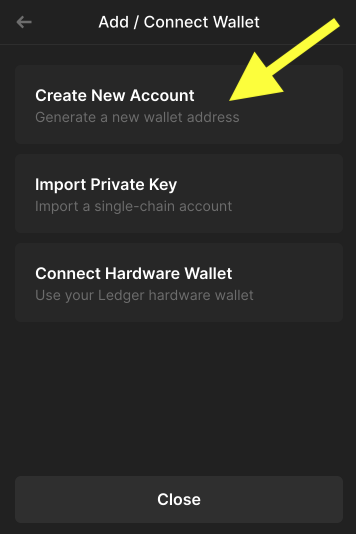 Add / Connect Wallet
Create New Account
Generate a new wallet address
Import Private Key
Import a single-chain account
Connect Hardware Wallet
Use your Ledger hardware wallet
Close